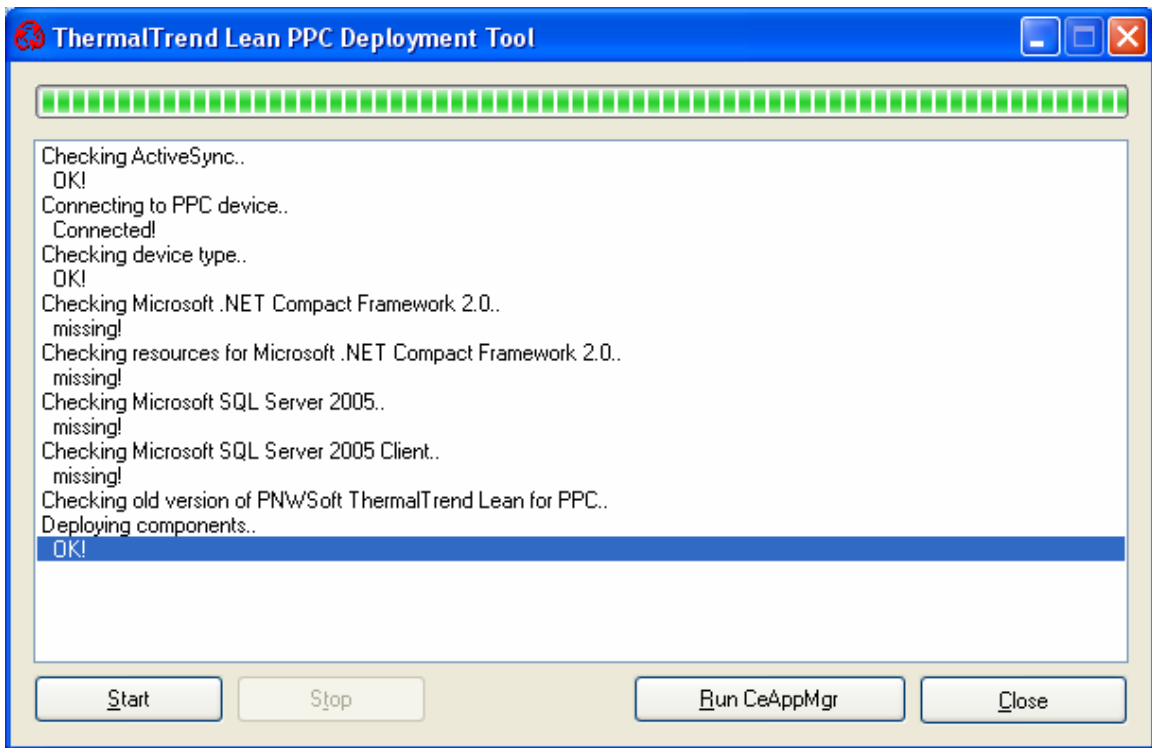 ThermalTrend Lean PPC Deployment Tool
Checking ActiveSync..
OK!
Connecting to PPC device..
Connected!
Checking device type..
OK!
Checking Microsoft .NET Compact Framework 2.0..
missing!
Checking resources for Microsoft .NET Compact Framework 2.0..
missing!
Checking Microsoft SQL Server 2005..
missing!
Checking Microsoft SQL Server 2005 Client..
missing!
Checking old version of PNWSoft ThermalTrend Lean for PPC..
Deploying components..
OK!
Start Stop Run CeAppMgr Close